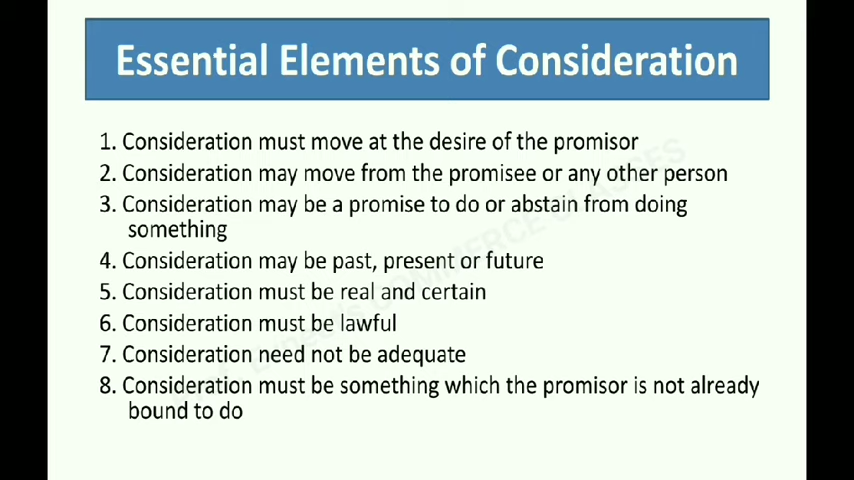 Essential Elements of Consideration
1. Consideration must move at the desire of the promisor
2. Consideration may move from the promisee or any other person
3. Consideration may be a promise to do or abstain from doing
something
4. Consideration may be past, present or future
5. Consideration must be real and certain
6. Consideration must be lawful
7. Consideration need not be adequate
8. Consideration must be something which the promisor is not already
bound to do
COMMERCE CLASSES